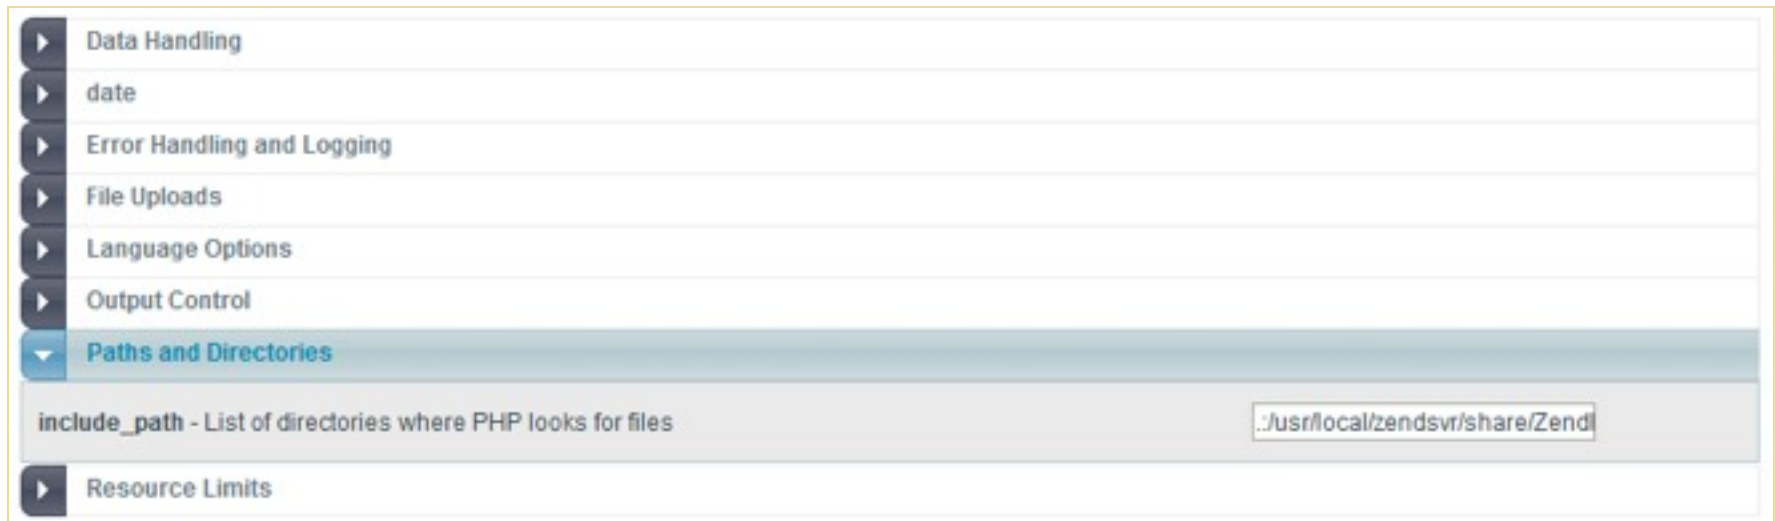 Data Handling
date
Error Handling and Logging
File Uploads
Language Options
Output Control
Paths and Directories
include_path - List of directories where PHP looks for files .:/usr/local/zendsvr/share/Zendl
Resource Limits